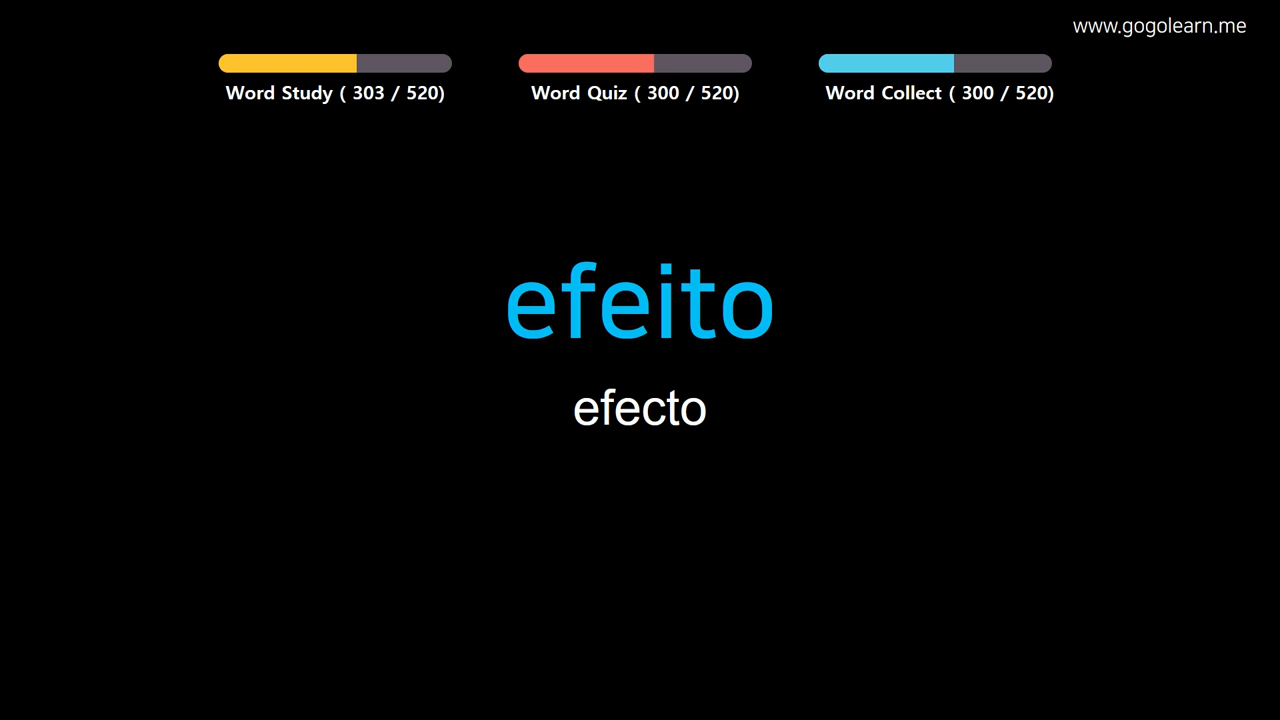 www.gogolearn.me
Word Study ( 303 / 520)
Word Quiz ( 300 / 520)
Word Collect ( 300 / 520)
efeito
efecto